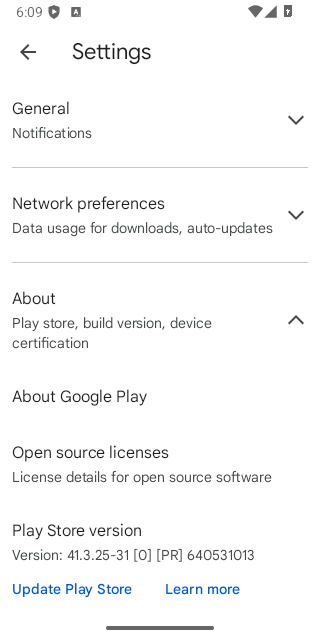 6:09
Settings
General
Notifications
Network preferences
Data usage for downloads, auto-updates
About
Play store, build version, device
certification
About Google Play
Open source licenses
License details for open source software
Play Store version
Version: 41.3.25-31 [0] [PR] 640531013
Update Play Store Learn more